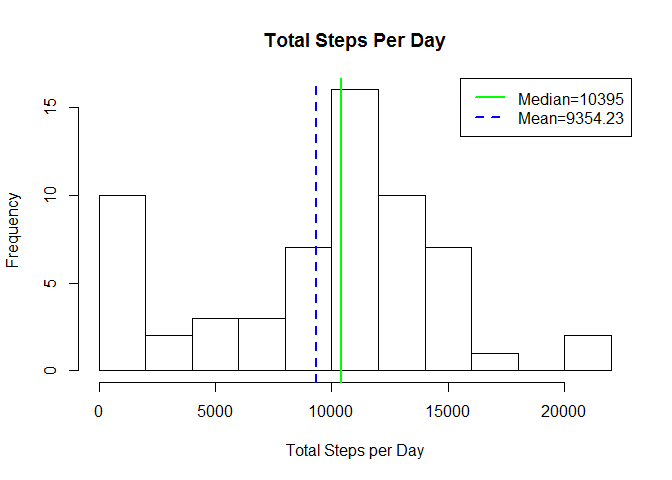 Total Steps Per Day
Median=10395
Mean=9354.23
Frequency
15
10
5
0
0 5000 10000 15000 20000
Total Steps per Day